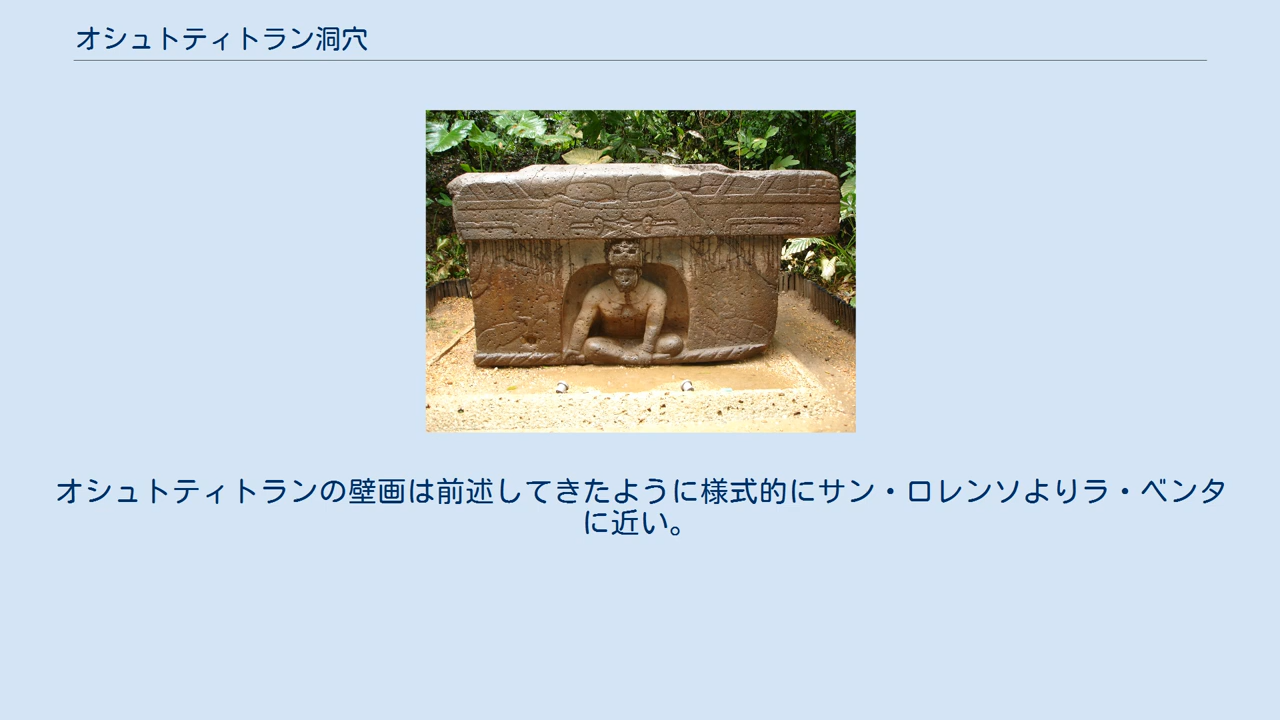 オシュトティトラン洞穴
オシュトティトランの壁画は前述してきたように様式的にサン・ロレンソよりラ・ベンタ
に近い。